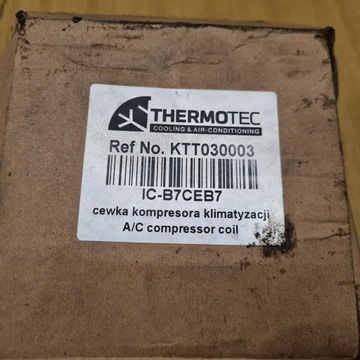 THERMOTEC
COOLING & AIR-CONDITIONING
Ref No. KTT030003
IC-B7CEB7
cewka kompresora klimatyzacji
A/C compressor coil